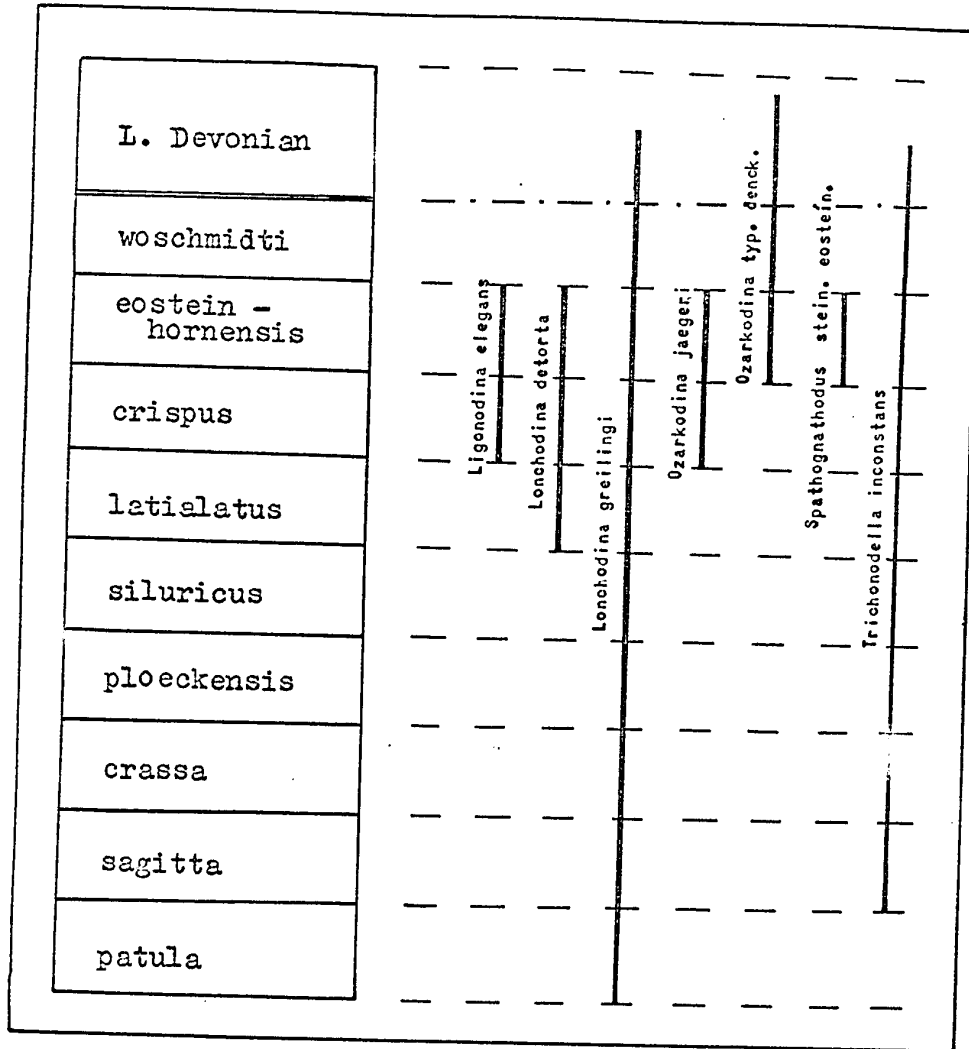 L. Devonian
woschmidti
eostein -
hornensis
crispus
latialatus
siluricus
ploeckensis
crassa
sagitta
patula
Ligonodina elegans
Lonchodina detorta
Lonchodina greilingi
Ozarkodina jaegeri
Ozarkodina typ. denck.
Spathognathodus stein. eostein.
Trichonodella inconstans